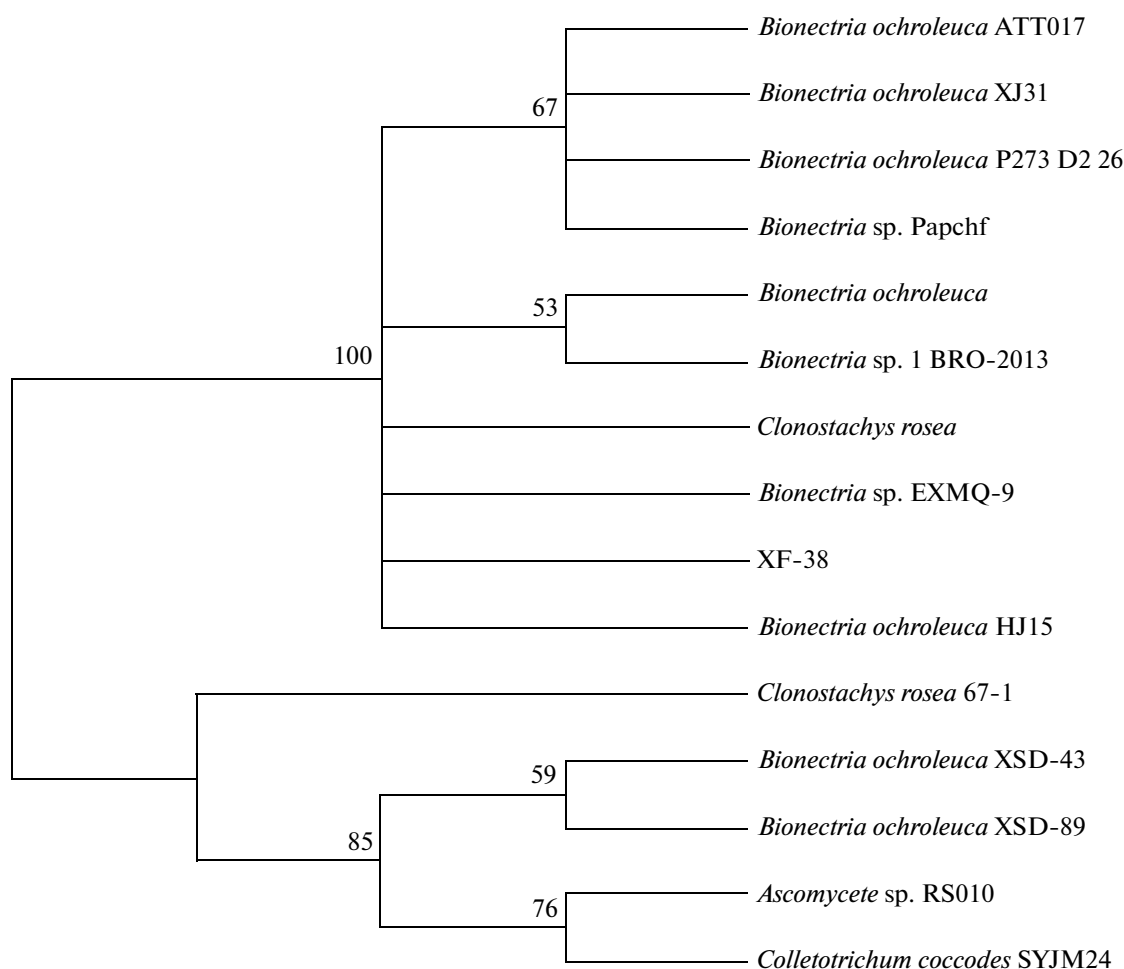 Bionectria ochroleuca ATT017
Bionectria ochroleuca XJ31
67
Bionectria ochroleuca P273 D2 26
Bionectria sp. Papchf
Bionectria ochroleuca
53
Bionectria sp. 1 BRO-2013
100
Clonostachys rosea
Bionectria sp. EXMQ-9
XF-38
Bionectria ochroleuca HJ15
Clonostachys rosea 67-1
Bionectria ochroleuca XSD-43
59
Bionectria ochroleuca XSD-89
85
Ascomycete sp. RS010
76
Colletotrichum coccodes SYJM24